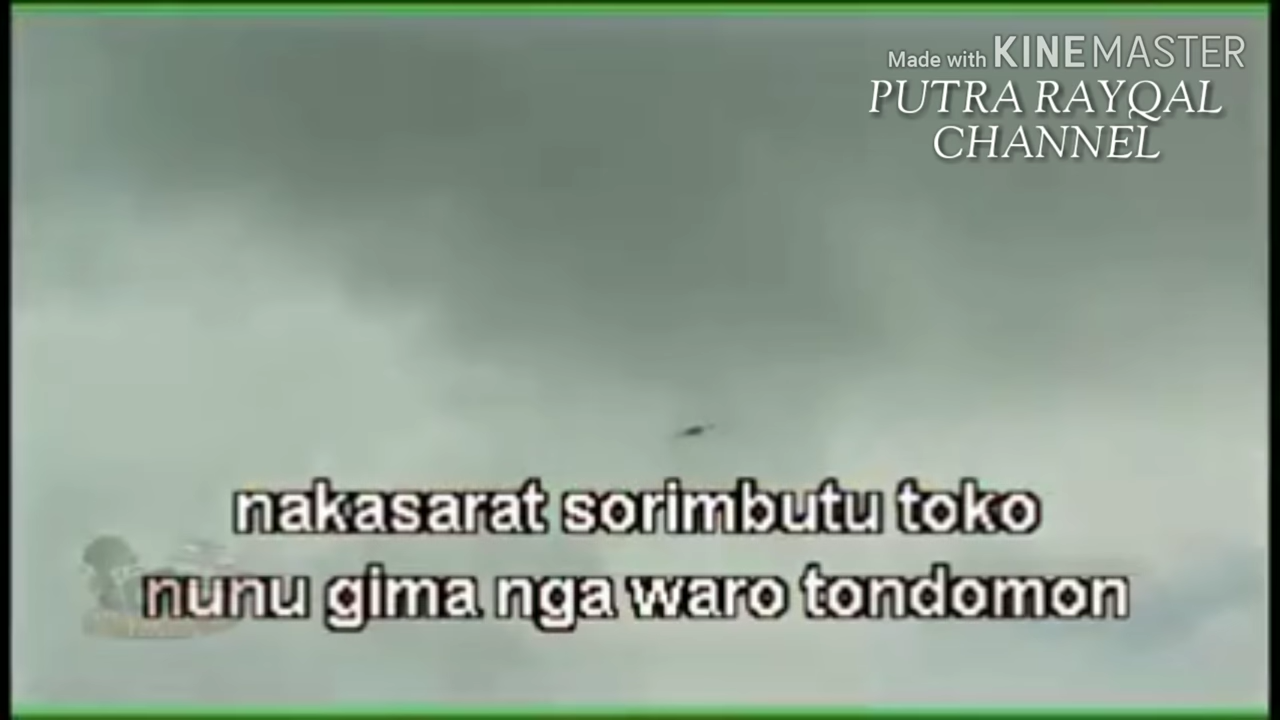 Made with KINEMASTER
PUTRA RAYQAL
CHANNEL
nakasarat sorimbutu toko
nunu gima nga waro tondomon